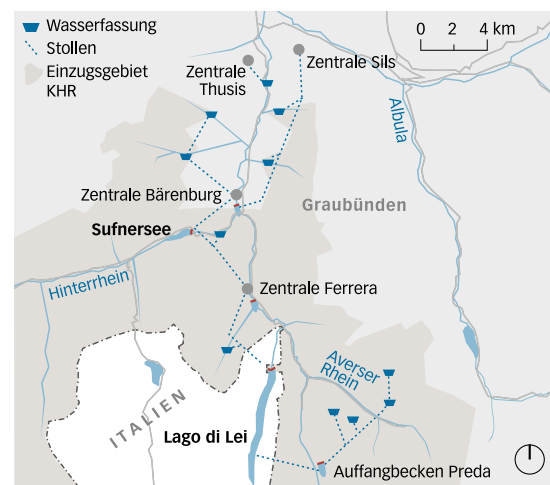 Wasserfassung
Stollen
Einzugsgebiet
KHR
0 2 4 km
Zentrale
Thusis
Zentrale Sils
Albula
Zentrale Bärenburg
Graubünden
Sufnersee
Hinterrhein
Zentrale Ferrera
Averser
Rhein
ITALIEN
Lago di Lei
Auffangbecken Preda